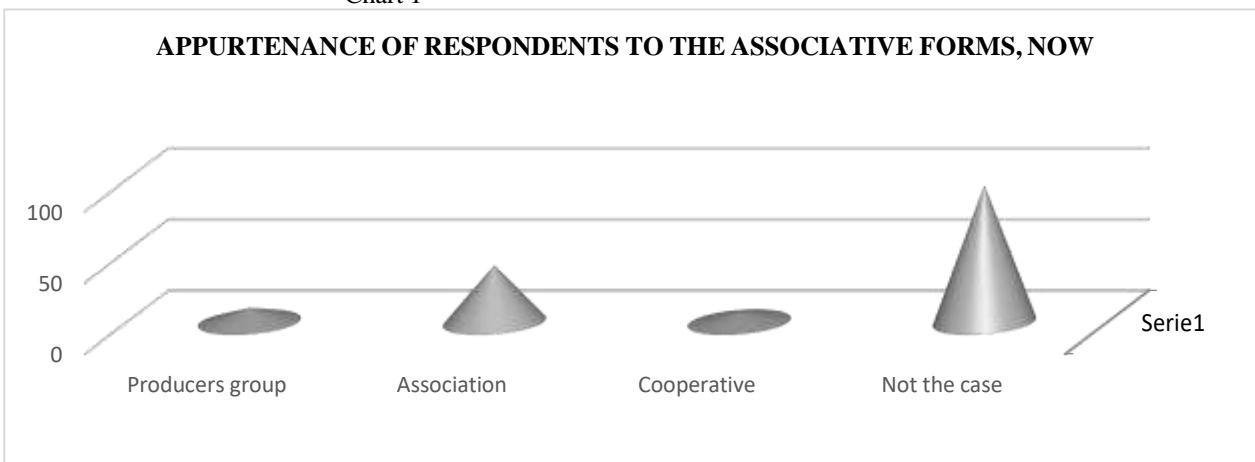 Chart 1
APPURTENANCE OF RESPONDENTS TO THE ASSOCIATIVE FORMS, NOW
100
50
0
Serie1
Producers group
Association
Cooperative
Not the case